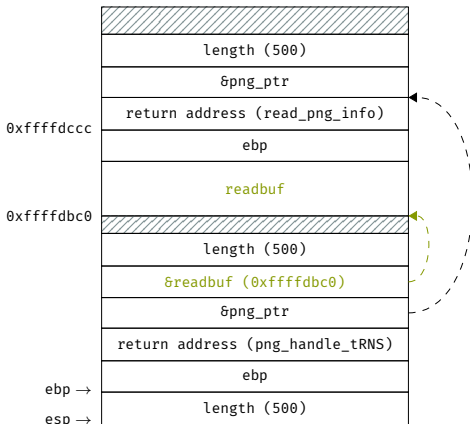 length (500)
&png_ptr
return address (read_png_info)
0xffffdccc
ebp
readbuf
0xffffdbc0
length (500)
&readbuf (0xffffdbc0)
&png_ptr
return address (png_handle_tRNS)
ebp
ebp →
length (500)
esp →